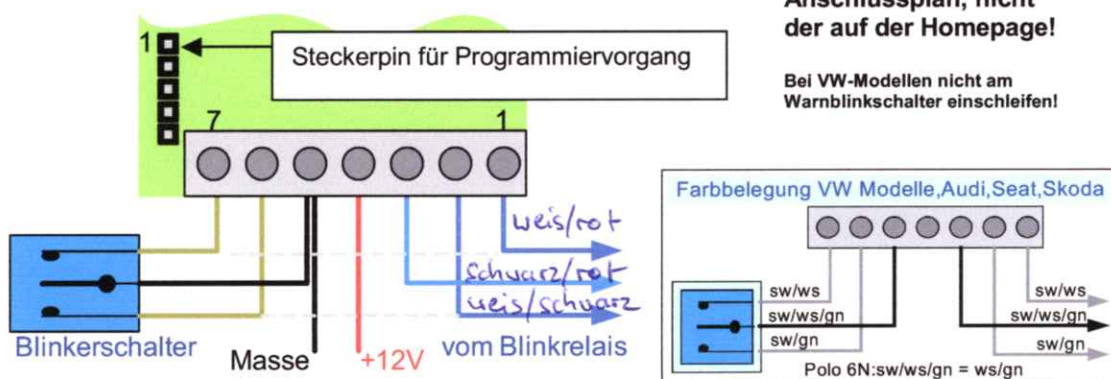 Anschlussplan, nicht
der auf der Homepage!
Bei VW-Modellen nicht am
Warnblinkschalter einschleifen!
1
Steckerpin für Programmiervorgang
7
1
weis/rot
schwarz/rot
weis/schwarz
Blinkerschalter
Masse
+12V
vom Blinkrelais
Farbbelegung VW Modelle,Audi,Seat,Skoda
sw/ws
sw/ws/gn
sw/gn
sw/ws
sw/ws/gn
sw/gn
Polo 6N:sw/ws/gn = ws/gn